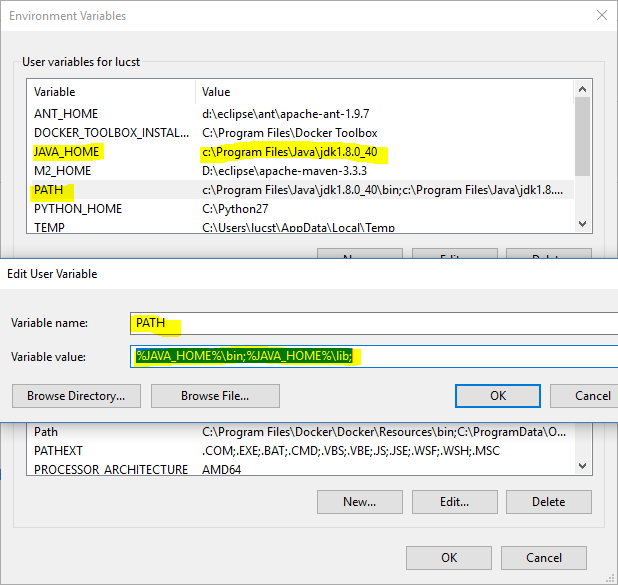 Environment Variables
User variables for lucst
Variable Value
ANT_HOME d:\eclipse\ant\apache-ant-1.9.7
DOCKER_TOOLBOX_INSTAL... C:\Program Files\Docker Toolbox
JAVA_HOME c:\Program Files\Java\jdk1.8.0_40
M2_HOME D:\eclipse\apache-maven-3.3.3
PATH c:\Program Files\Java\jdk1.8.0_40\bin;c:\Program Files\Java\jdk1.8....
PYTHON_HOME C:\Python27
TEMP C:\Users\lucst\AppData\Local\Temp
New... Edit... Delete
Edit User Variable
Variable name: PATH
Variable value: %JAVA_HOME%\bin;%JAVA_HOME%\lib;
Browse Directory... Browse File... OK Cancel
Path C:\Program Files\Docker\Docker\Resources\bin;C:\ProgramData\O...
PATHEXT .COM;.EXE;.BAT;.CMD;.VBS;.VBE;.JS;.JSE;.WSF;.WSH;.MSC
PROCESSOR_ARCHITECTURE AMD64
New... Edit... Delete
OK Cancel